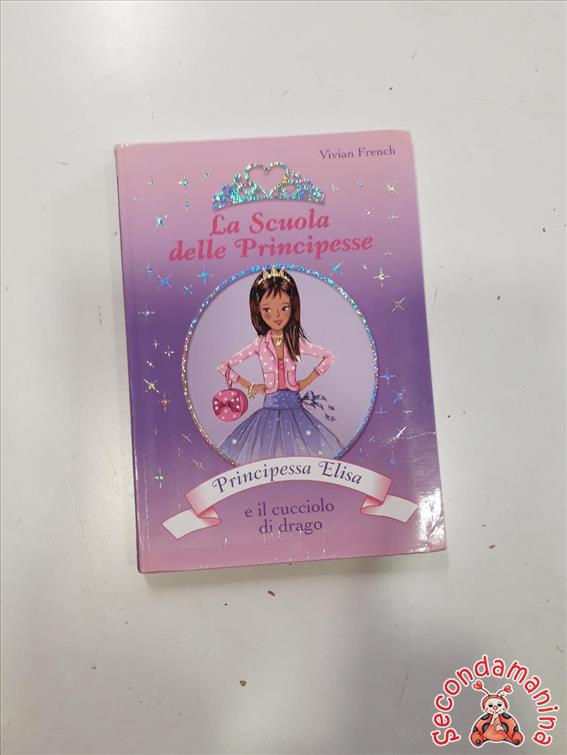 Vivian French
La Scuola
delle Principesse
Principessa Elisa
e il cucciolo
di drago
Secondamanina